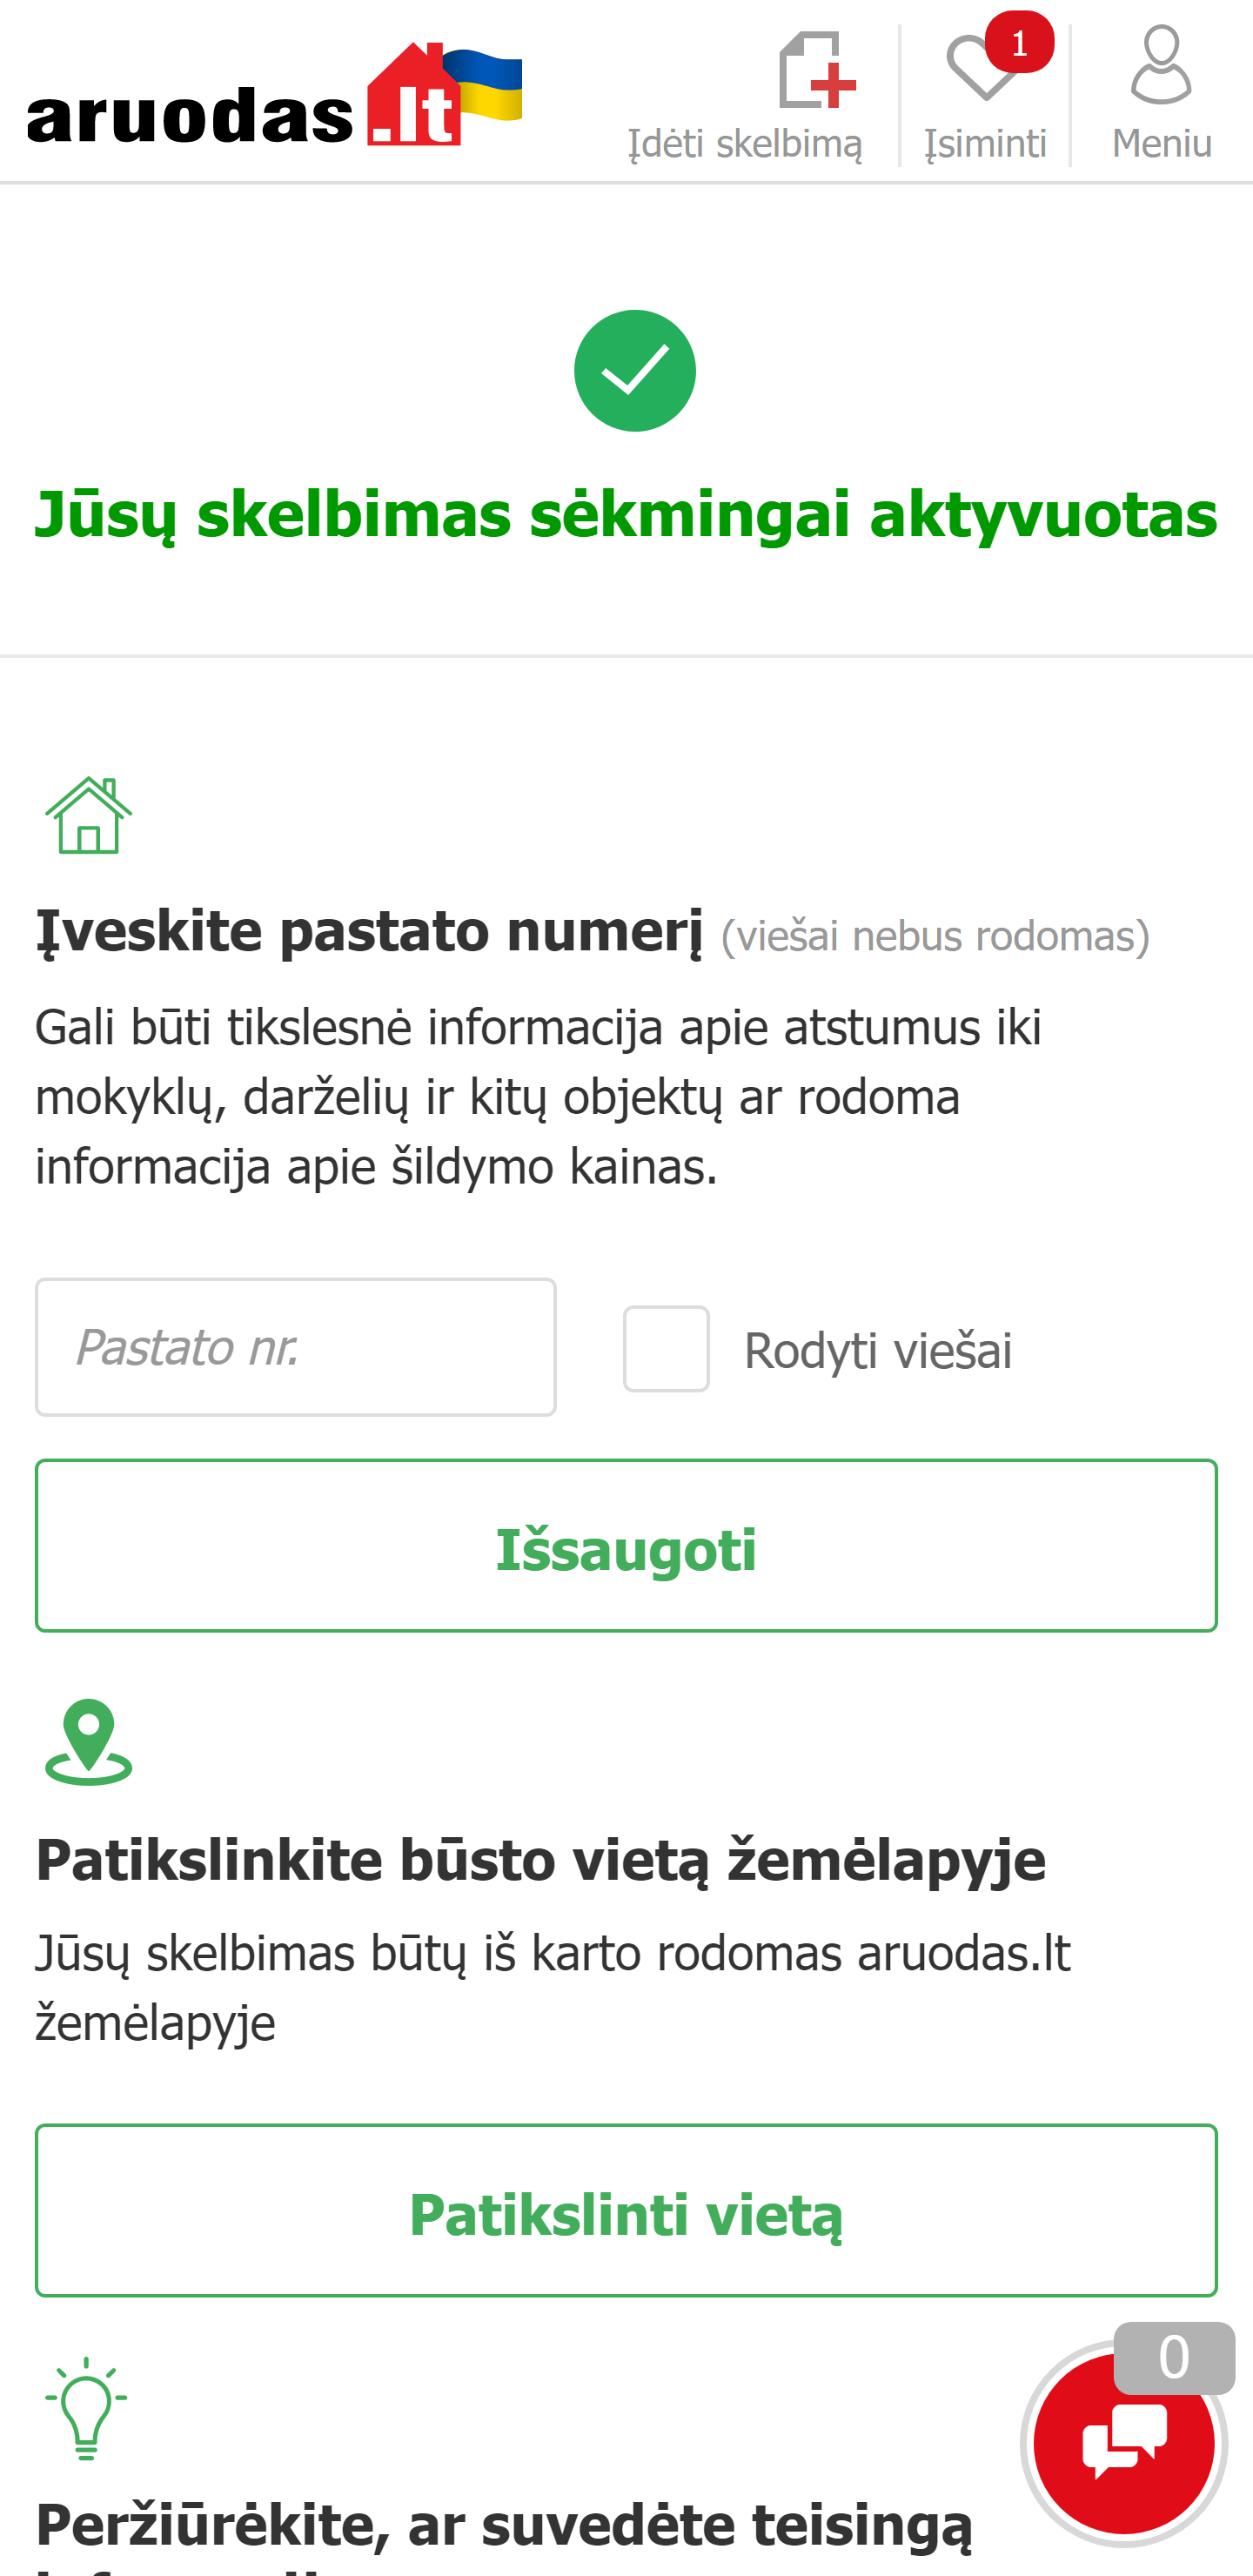 aruodas.lt
Įdėti skelbimą
1
Įsiminti
Meniu
Jūsų skelbimas sėkmingai aktyvuotas
Įveskite pastato numerį (viešai nebus rodomas)
Gali būti tikslesnė informacija apie atstumus iki
mokyklų, darželių ir kitų objektų ar rodoma
informacija apie šildymo kainas.
Pastato nr.
Rodyti viešai
Išsaugoti
Patikslinkite būsto vietą žemėlapyje
Jūsų skelbimas būtų iš karto rodomas aruodas.lt
žemėlapyje
Patikslinti vietą
0
Peržiūrėkite, ar suvedėte teisingą